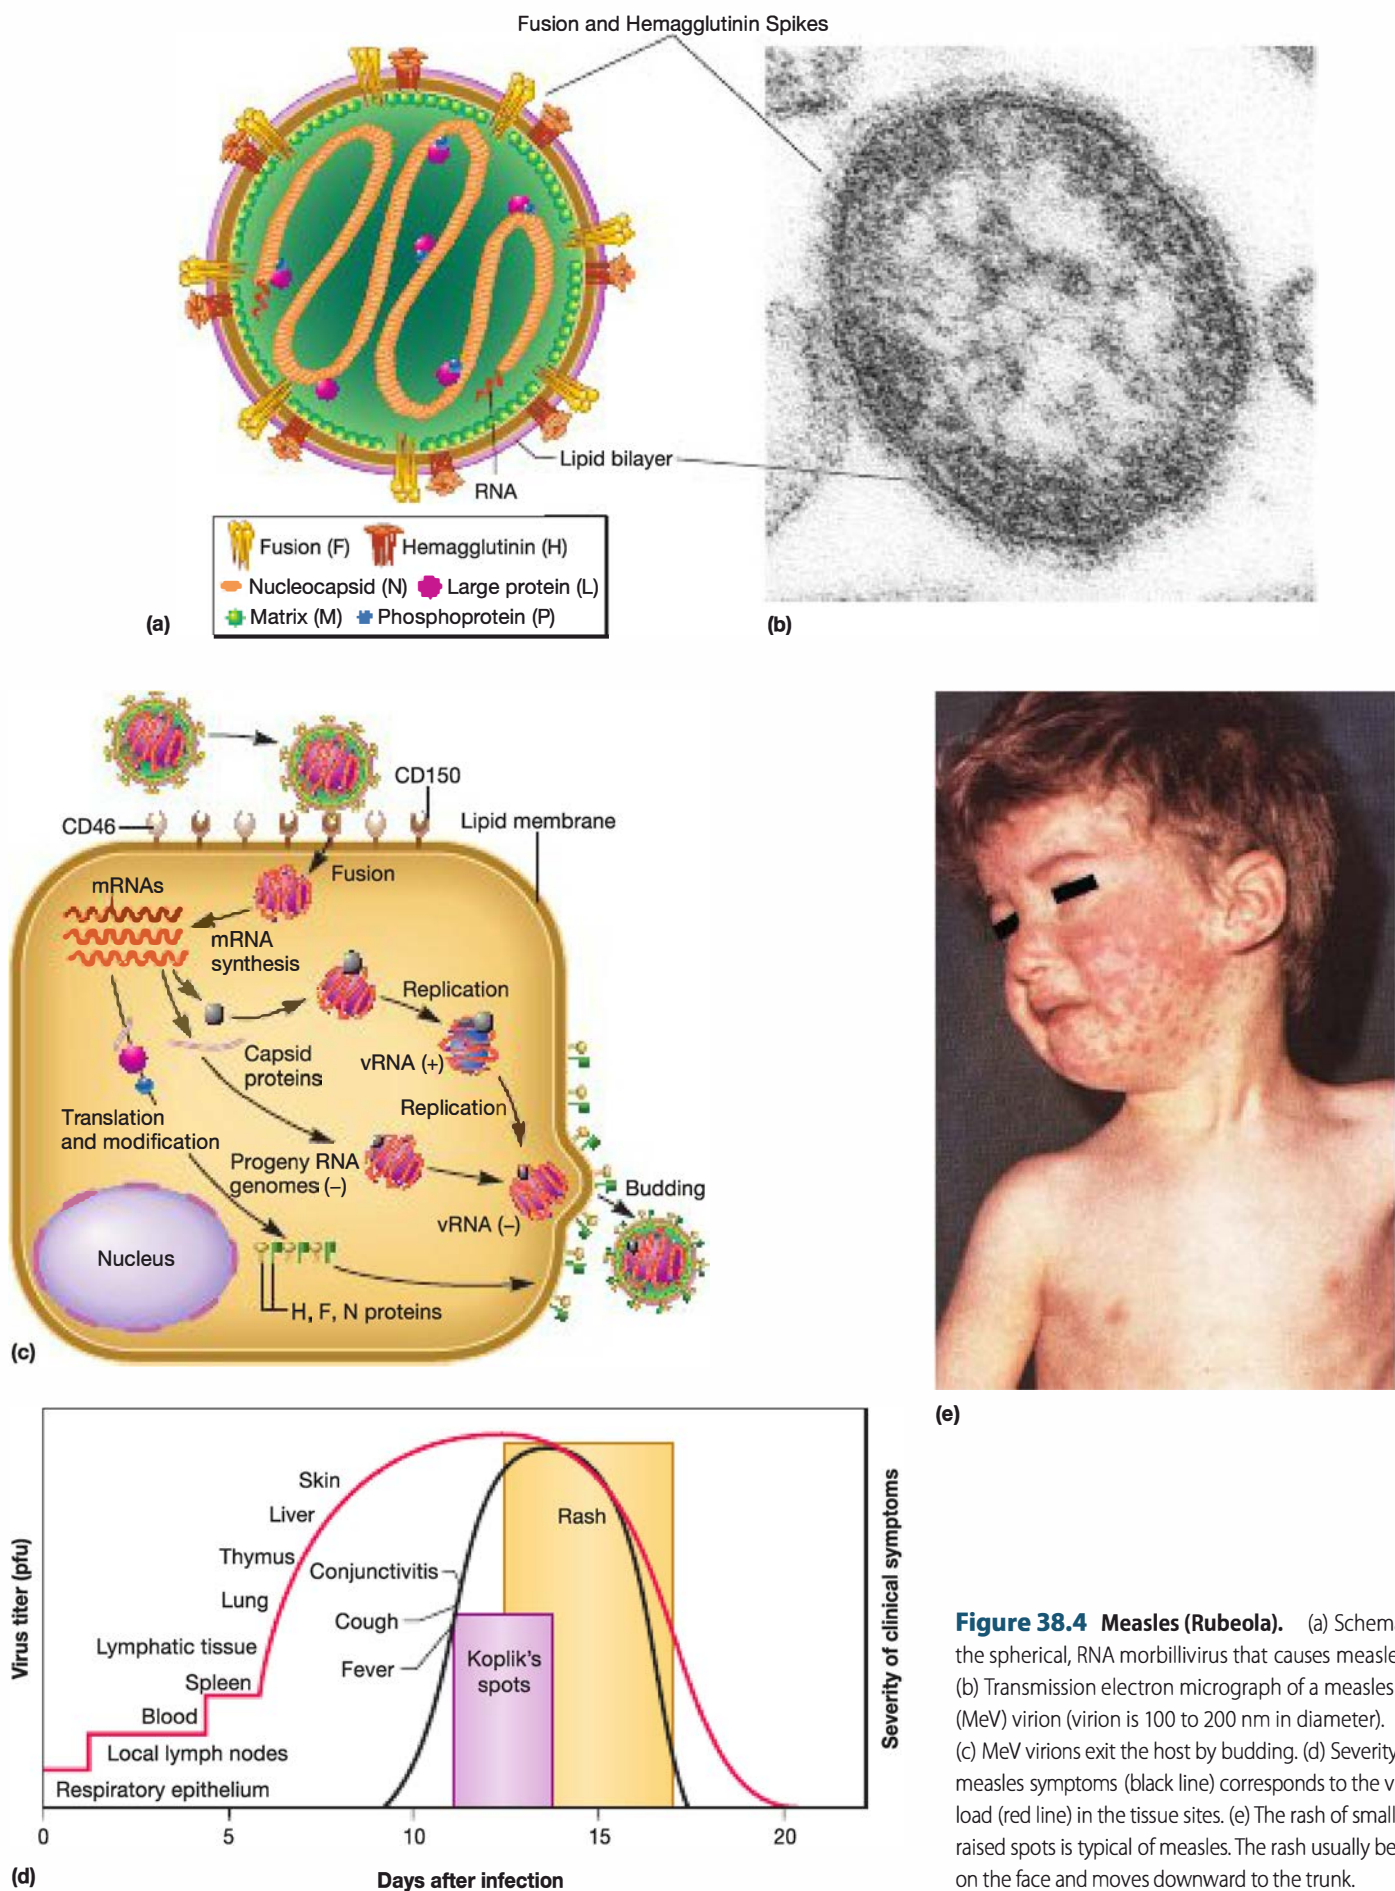 Fusion and Hemagglutinin Spikes
Lipid bilayer
RNA
Fusion (F) Hemagglutinin (H)
Nucleocapsid (N) Large protein (L)
Matrix (M) Phosphoprotein (P)
(a)
(b)
CD150
CD46
Lipid membrane
Fusion
mRNAs
mRNA
synthesis
Replication
vRNA (+)
Capsid
proteins
Replication
Translation
and modification
Progeny RNA
genomes (–)
vRNA (–)
Budding
Nucleus
H, F, N proteins
(c)
(e)
Virus titer (pfu)
Skin
Liver
Thymus
Lung
Lymphatic tissue
Spleen
Blood
Local lymph nodes
Respiratory epithelium
Conjunctivitis
Cough
Fever
Koplik's
spots
Rash
Severity of clinical symptoms
0 5 10 15 20
Days after infection
(d)
Figure 38.4 Measles (Rubeola). (a) Schema
the spherical, RNA morbillivirus that causes measle
(b) Transmission electron micrograph of a measles
(MeV) virion (virion is 100 to 200 nm in diameter).
(c) MeV virions exit the host by budding. (d) Severity
measles symptoms (black line) corresponds to the v
load (red line) in the tissue sites. (e) The rash of small
raised spots is typical of measles. The rash usually be
on the face and moves downward to the trunk.